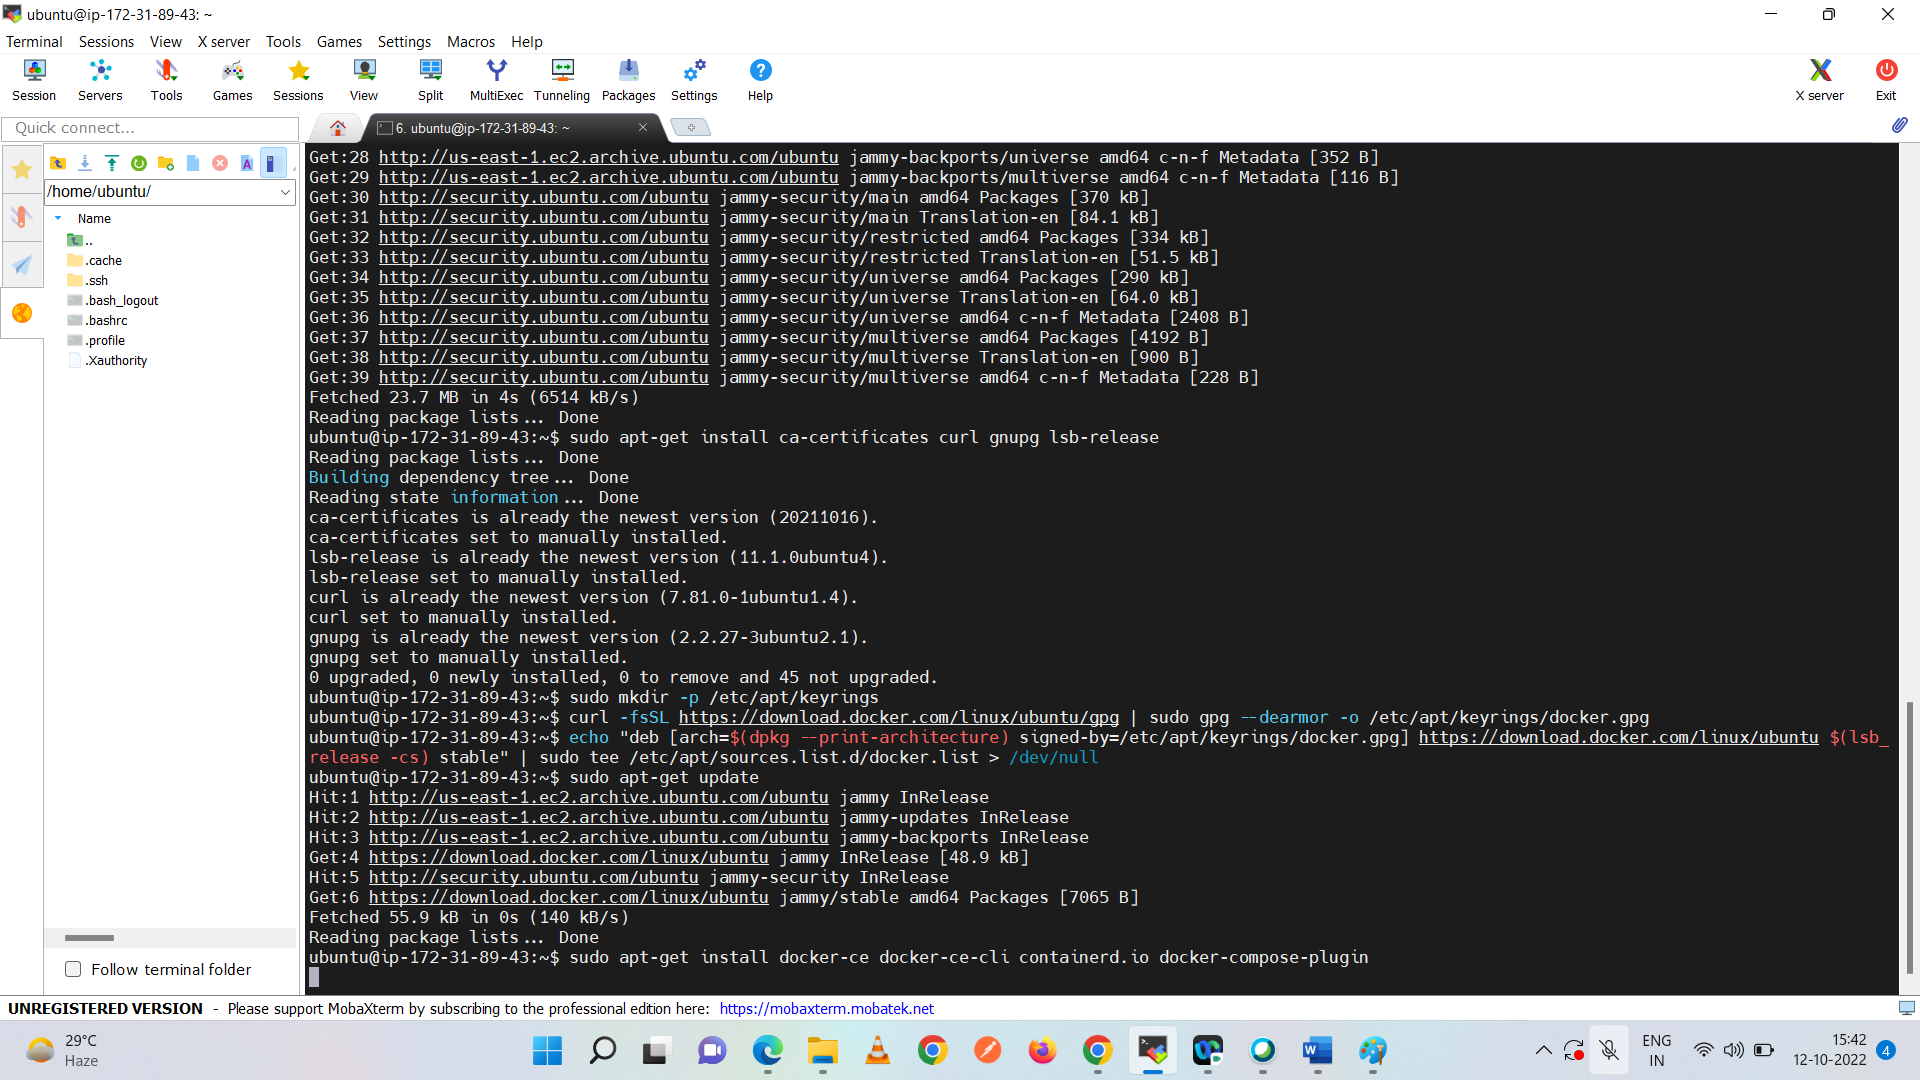 ubuntu@ip-172-31-89-43: ~
Terminal Sessions View X server Tools Games Settings Macros Help
Session Servers Tools Games Sessions View Split MultiExec Tunneling Packages Settings Help X server Exit
Quick connect...
6. ubuntu@ip-172-31-89-43: ~
/home/ubuntu/
Name
..
.cache
.ssh
.bash_logout
.bashrc
.profile
.Xauthority
Follow terminal folder
Get:28 http://us-east-1.ec2.archive.ubuntu.com/ubuntu jammy-backports/universe amd64 c-n-f Metadata [352 B]
Get:29 http://us-east-1.ec2.archive.ubuntu.com/ubuntu jammy-backports/multiverse amd64 c-n-f Metadata [116 B]
Get:30 http://security.ubuntu.com/ubuntu jammy-security/main amd64 Packages [370 kB]
Get:31 http://security.ubuntu.com/ubuntu jammy-security/main Translation-en [84.1 kB]
Get:32 http://security.ubuntu.com/ubuntu jammy-security/restricted amd64 Packages [334 kB]
Get:33 http://security.ubuntu.com/ubuntu jammy-security/restricted Translation-en [51.5 kB]
Get:34 http://security.ubuntu.com/ubuntu jammy-security/universe amd64 Packages [290 kB]
Get:35 http://security.ubuntu.com/ubuntu jammy-security/universe Translation-en [64.0 kB]
Get:36 http://security.ubuntu.com/ubuntu jammy-security/universe amd64 c-n-f Metadata [2408 B]
Get:37 http://security.ubuntu.com/ubuntu jammy-security/multiverse amd64 Packages [4192 B]
Get:38 http://security.ubuntu.com/ubuntu jammy-security/multiverse Translation-en [900 B]
Get:39 http://security.ubuntu.com/ubuntu jammy-security/multiverse amd64 c-n-f Metadata [228 B]
Fetched 23.7 MB in 4s (6514 kB/s)
Reading package lists... Done
ubuntu@ip-172-31-89-43:~$ sudo apt-get install ca-certificates curl gnupg lsb-release
Reading package lists... Done
Building dependency tree... Done
Reading state information... Done
ca-certificates is already the newest version (20211016).
ca-certificates set to manually installed.
lsb-release is already the newest version (11.1.0ubuntu4).
lsb-release set to manually installed.
curl is already the newest version (7.81.0-1ubuntu1.4).
curl set to manually installed.
gnupg is already the newest version (2.2.27-3ubuntu2.1).
gnupg set to manually installed.
0 upgraded, 0 newly installed, 0 to remove and 45 not upgraded.
ubuntu@ip-172-31-89-43:~$ sudo mkdir -p /etc/apt/keyrings
ubuntu@ip-172-31-89-43:~$ curl -fsSL https://download.docker.com/linux/ubuntu/gpg | sudo gpg --dearmor -o /etc/apt/keyrings/docker.gpg
ubuntu@ip-172-31-89-43:~$ echo "deb [arch=$(dpkg --print-architecture) signed-by=/etc/apt/keyrings/docker.gpg] https://download.docker.com/linux/ubuntu $(lsb_
release -cs) stable" | sudo tee /etc/apt/sources.list.d/docker.list > /dev/null
ubuntu@ip-172-31-89-43:~$ sudo apt-get update
Hit:1 http://us-east-1.ec2.archive.ubuntu.com/ubuntu jammy InRelease
Hit:2 http://us-east-1.ec2.archive.ubuntu.com/ubuntu jammy-updates InRelease
Hit:3 http://us-east-1.ec2.archive.ubuntu.com/ubuntu jammy-backports InRelease
Get:4 https://download.docker.com/linux/ubuntu jammy InRelease [48.9 kB]
Hit:5 http://security.ubuntu.com/ubuntu jammy-security InRelease
Get:6 https://download.docker.com/linux/ubuntu jammy/stable amd64 Packages [7065 B]
Fetched 55.9 kB in 0s (140 kB/s)
Reading package lists... Done
ubuntu@ip-172-31-89-43:~$ sudo apt-get install docker-ce docker-ce-cli containerd.io docker-compose-plugin
UNREGISTERED VERSION - Please support MobaXterm by subscribing to the professional edition here: https://mobaxterm.mobatek.net
29°C
Haze
ENG
IN
15:42
12-10-2022
4